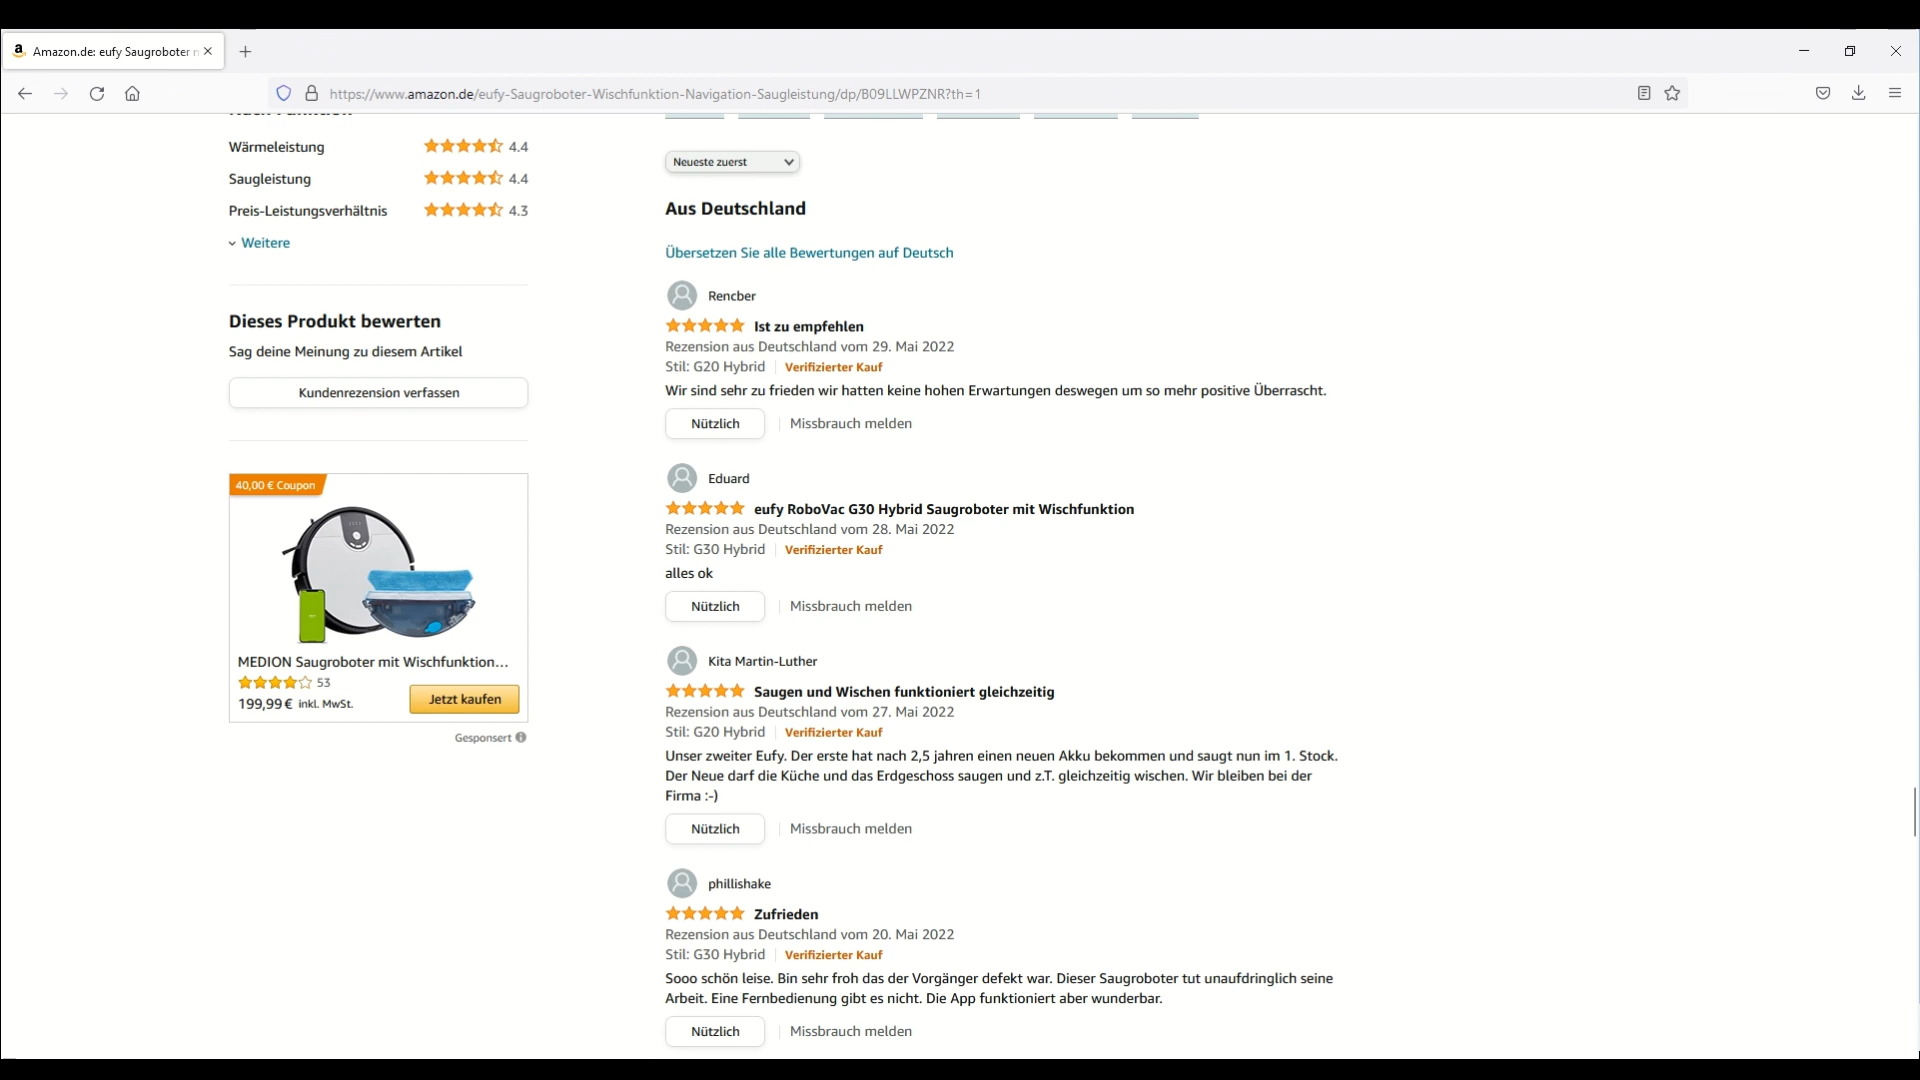 Amazon.de: eufy Saugroboter
https://www.amazon.de/eufy-Saugroboter-Wischfunktion-Navigation-Saugleistung/dp/B09LLWPZNR?th=1
Wärmeleistung 4.4
Saugleistung 4.4
Preis-Leistungsverhältnis 4.3
Weitere
Dieses Produkt bewerten
Sag deine Meinung zu diesem Artikel
Kundenrezension verfassen
40,00 € Coupon
MEDION Saugroboter mit Wischfunktion...
53
199,99 € inkl. MwSt.
Jetzt kaufen
Gesponsert
Neueste zuerst
Aus Deutschland
Übersetzen Sie alle Bewertungen auf Deutsch
Rencber
Ist zu empfehlen
Rezension aus Deutschland vom 29. Mai 2022
Stil: G20 Hybrid Verifizierter Kauf
Wir sind sehr zu frieden wir hatten keine hohen Erwartungen deswegen um so mehr positive Überrascht.
Nützlich Missbrauch melden
Eduard
eufy RoboVac G30 Hybrid Saugroboter mit Wischfunktion
Rezension aus Deutschland vom 28. Mai 2022
Stil: G30 Hybrid Verifizierter Kauf
alles ok
Nützlich Missbrauch melden
Kita Martin-Luther
Saugen und Wischen funktioniert gleichzeitig
Rezension aus Deutschland vom 27. Mai 2022
Stil: G20 Hybrid Verifizierter Kauf
Unser zweiter Eufy. Der erste hat nach 2,5 jahren einen neuen Akku bekommen und saugt nun im 1. Stock.
Der Neue darf die Küche und das Erdgeschoss saugen und z.T. gleichzeitig wischen. Wir bleiben bei der
Firma :-)
Nützlich Missbrauch melden
phillishake
Zufrieden
Rezension aus Deutschland vom 20. Mai 2022
Stil: G30 Hybrid Verifizierter Kauf
Sooo schön leise. Bin sehr froh das der Vorgänger defekt war. Dieser Saugroboter tut unaufdringlich seine
Arbeit. Eine Fernbedienung gibt es nicht. Die App funktioniert aber wunderbar.
Nützlich Missbrauch melden